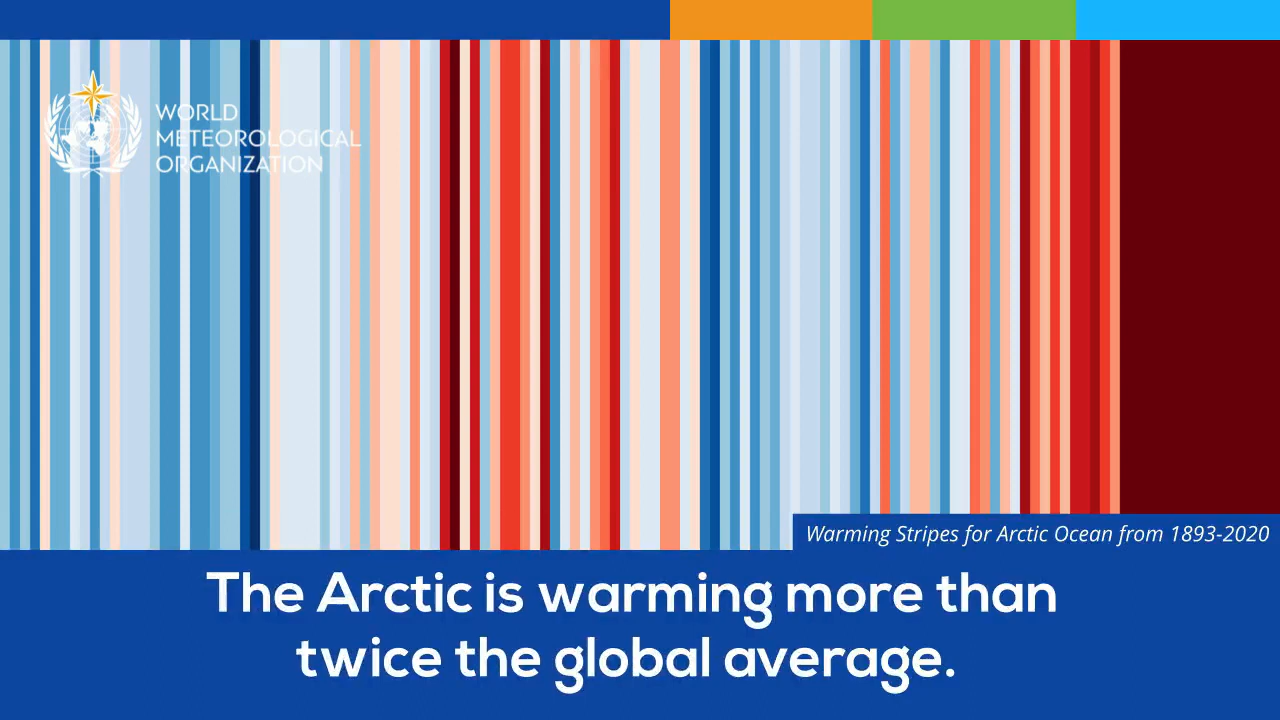 WORLD
METEOROLOGICAL
ORGANIZATION
Warming Stripes for Arctic Ocean from 1893-2020
The Arctic is warming more than
twice the global average.